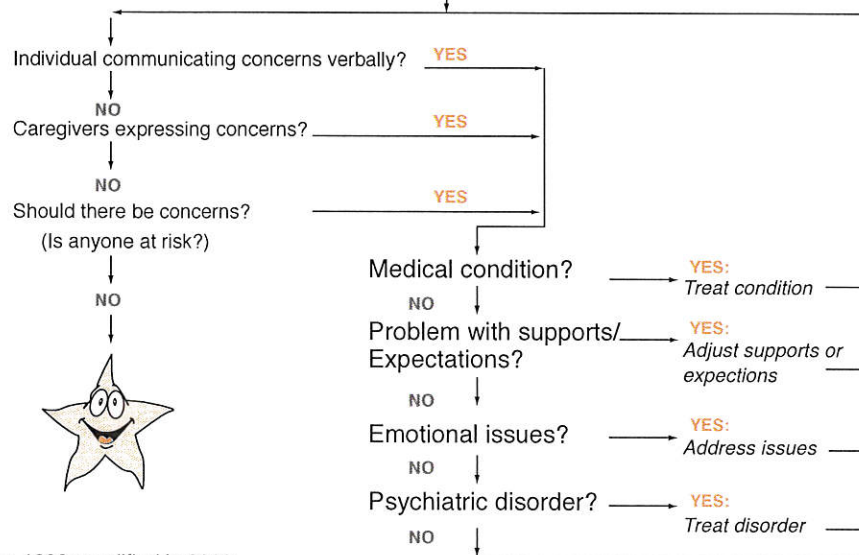 Individual communicating concerns verbally? YES
NO
Caregivers expressing concerns? YES
NO
Should there be concerns? YES
(Is anyone at risk?)
NO
Medical condition? YES:
Treat condition
NO
Problem with supports/ YES:
Expectations? Adjust supports or
expections
NO
Emotional issues? YES:
Address issues
NO
Psychiatric disorder? YES:
Treat disorder
NO